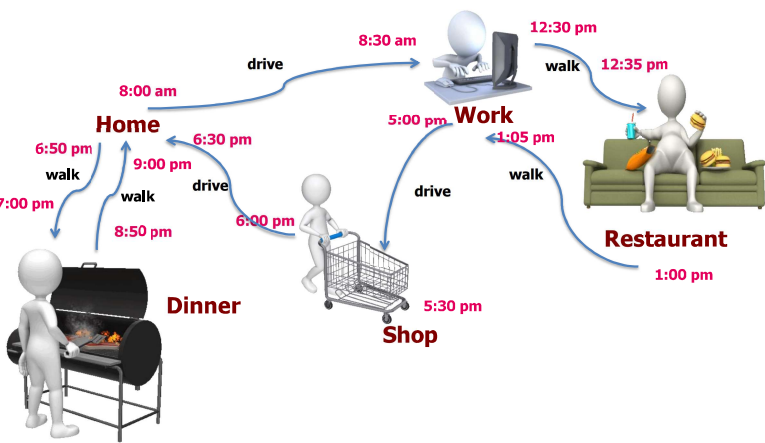 12:30 pm
8:30 am
drive
walk
12:35 pm
8:00 am
Home
Work
5:00 pm
6:30 pm
1:05 pm
6:50 pm
9:00 pm
walk
drive
walk
walk
drive
7:00 pm
6:00 pm
8:50 pm
Restaurant
1:00 pm
Dinner
5:30 pm
Shop